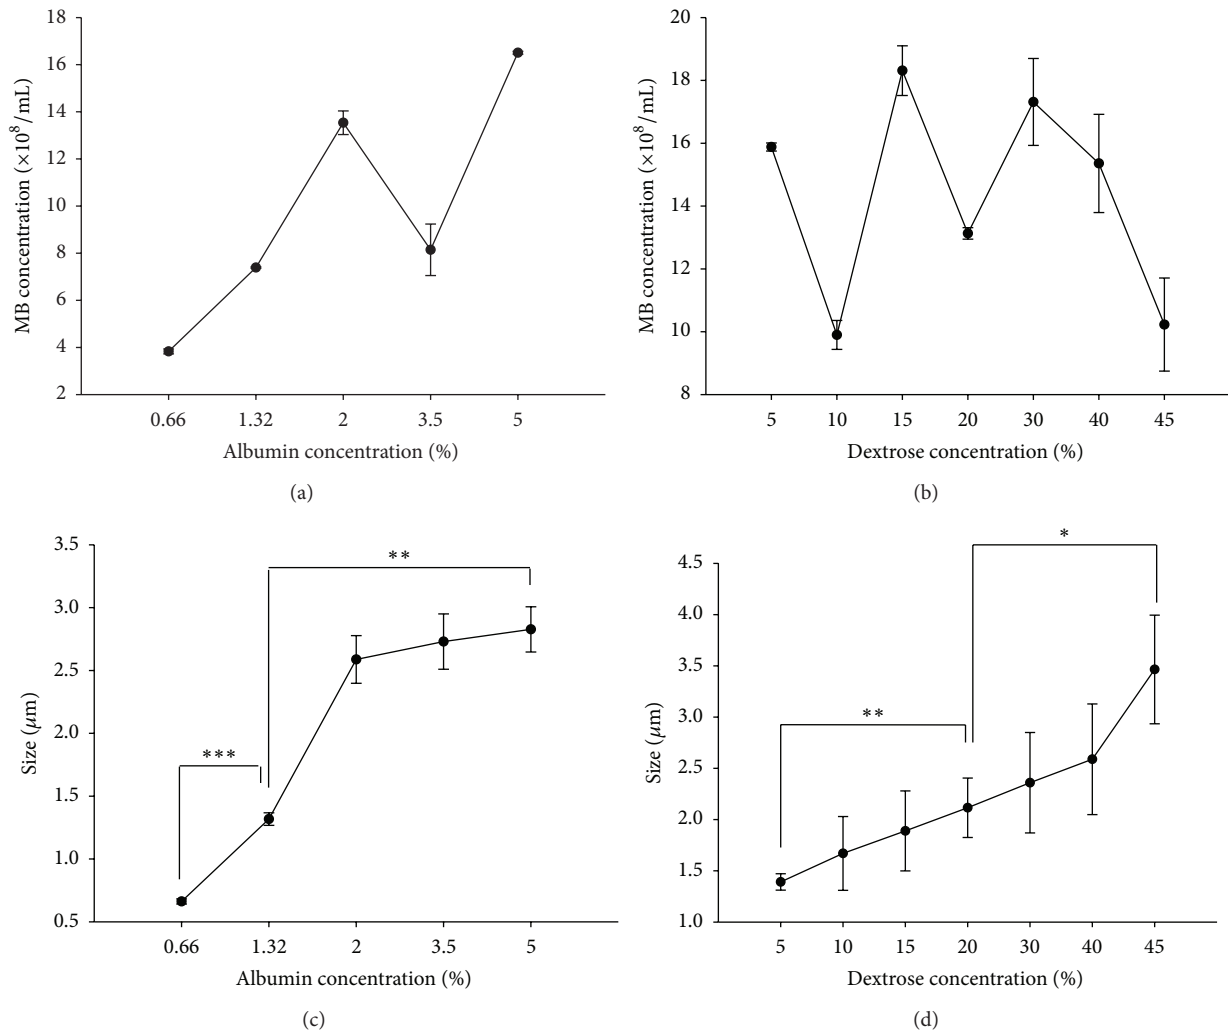 18
16
14
12
10
8
6
4
2
MB concentration (×10⁸/mL)
0.66 1.32 2 3.5 5
Albumin concentration (%)
(a)
20
18
16
14
12
10
8
MB concentration (×10⁸/mL)
5 10 15 20 30 40 45
Dextrose concentration (%)
(b)
3.5
3.0
2.5
2.0
1.5
1.0
0.5
Size (μm)
***
**
0.66 1.32 2 3.5 5
Albumin concentration (%)
(c)
4.5
4.0
3.5
3.0
2.5
2.0
1.5
1.0
Size (μm)
**
*
5 10 15 20 30 40 45
Dextrose concentration (%)
(d)